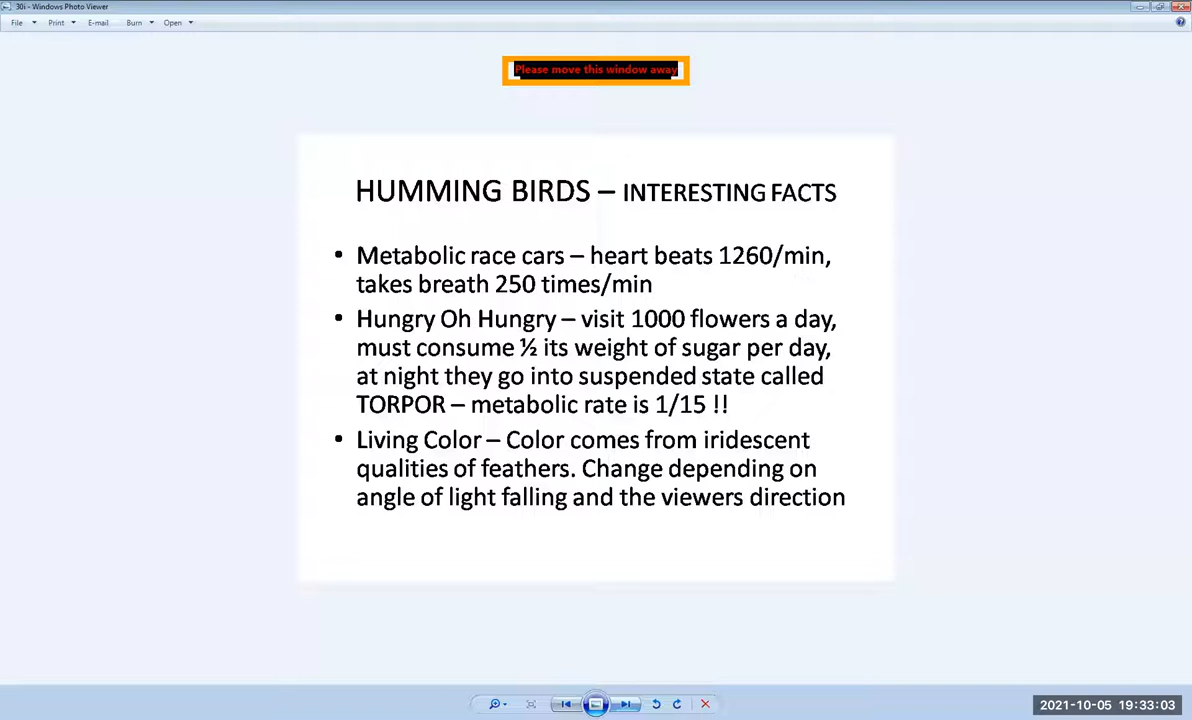 30i - Windows Photo Viewer
File Print E-mail Burn Open
Please move this window away
HUMMING BIRDS – INTERESTING FACTS
• Metabolic race cars – heart beats 1260/min,
takes breath 250 times/min
• Hungry Oh Hungry – visit 1000 flowers a day,
must consume ½ its weight of sugar per day,
at night they go into suspended state called
TORPOR – metabolic rate is 1/15 !!
• Living Color – Color comes from iridescent
qualities of feathers. Change depending on
angle of light falling and the viewers direction
2021-10-05 19:33:03